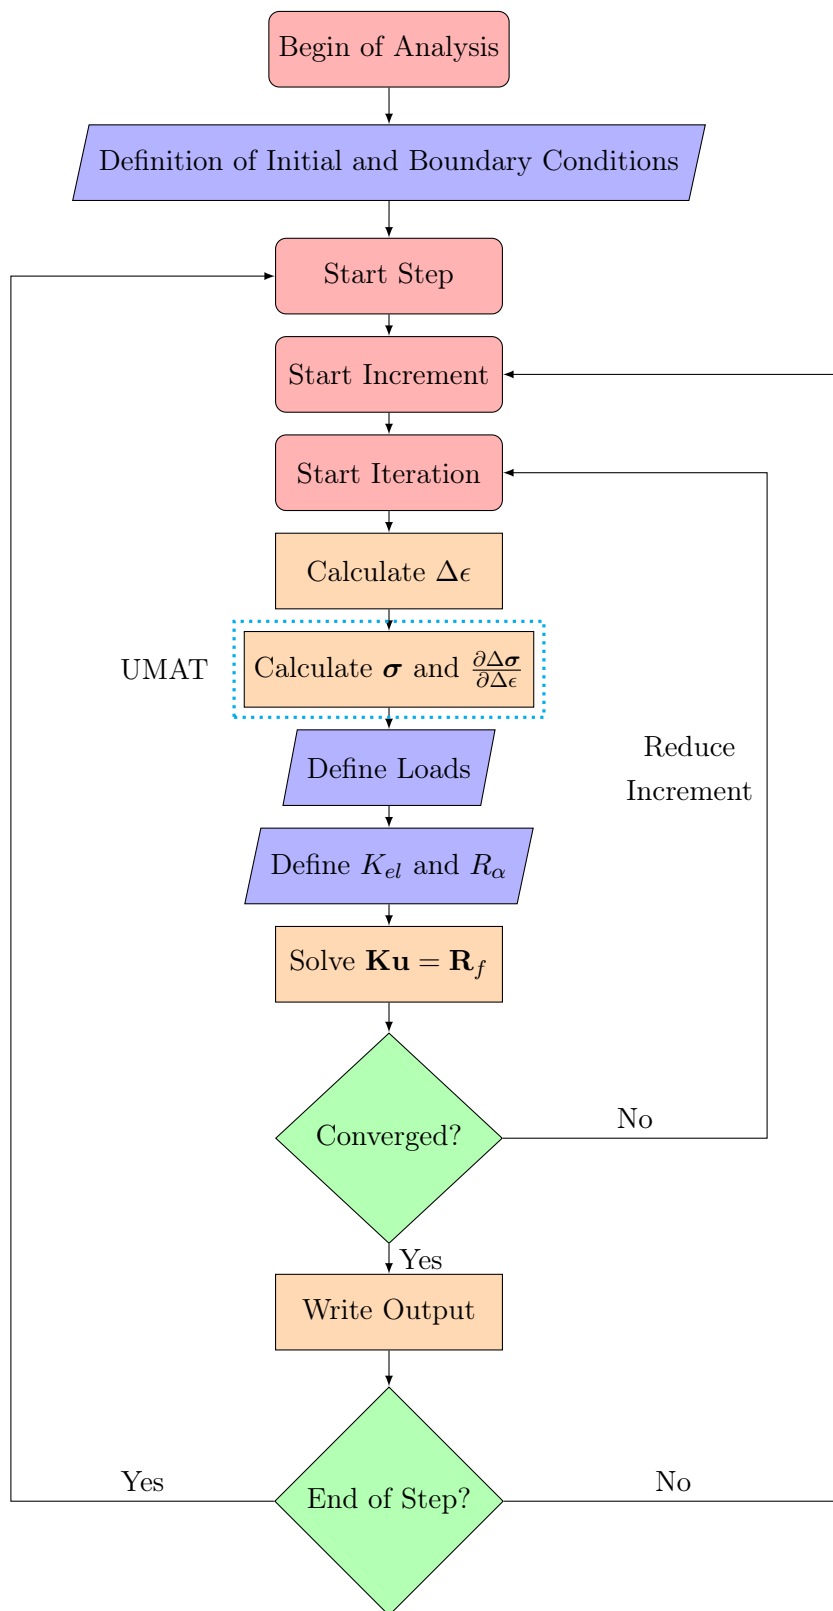 Begin of Analysis
Definition of Initial and Boundary Conditions
Start Step
Start Increment
Start Iteration
Calculate Δϵ
UMAT
Calculate 𝝈 and ∂Δ𝝈/∂Δϵ
Define Loads
Reduce
Increment
Define K_{el} and R_α
Solve 𝐊𝐮 = 𝐑_f
Converged?
No
Yes
Write Output
End of Step?
Yes
No